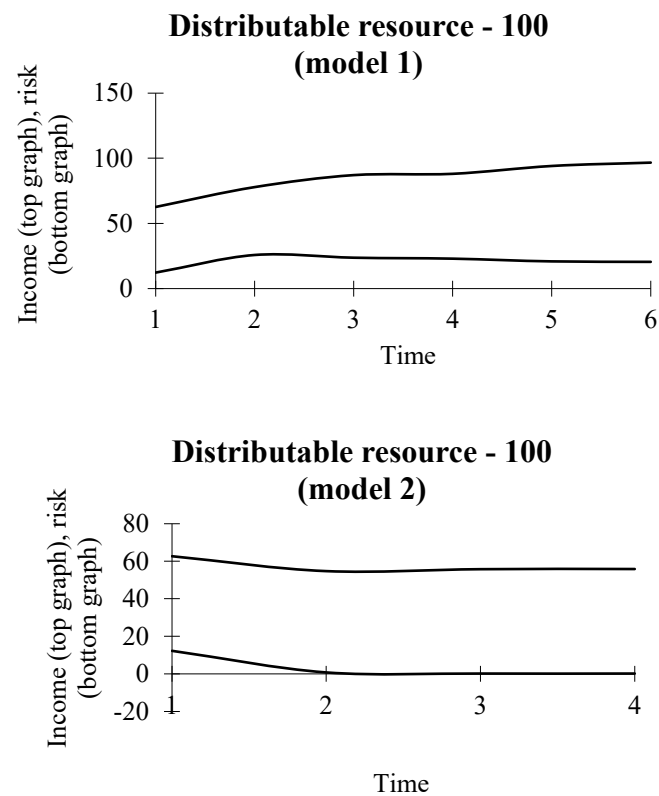 Distributable resource - 100
(model 1)
Income (top graph), risk
(bottom graph)
150
100
50
0
1 2 3 4 5 6
Time
Distributable resource - 100
(model 2)
Income (top graph), risk
(bottom graph)
80
60
40
20
0
-20
1 2 3 4
Time